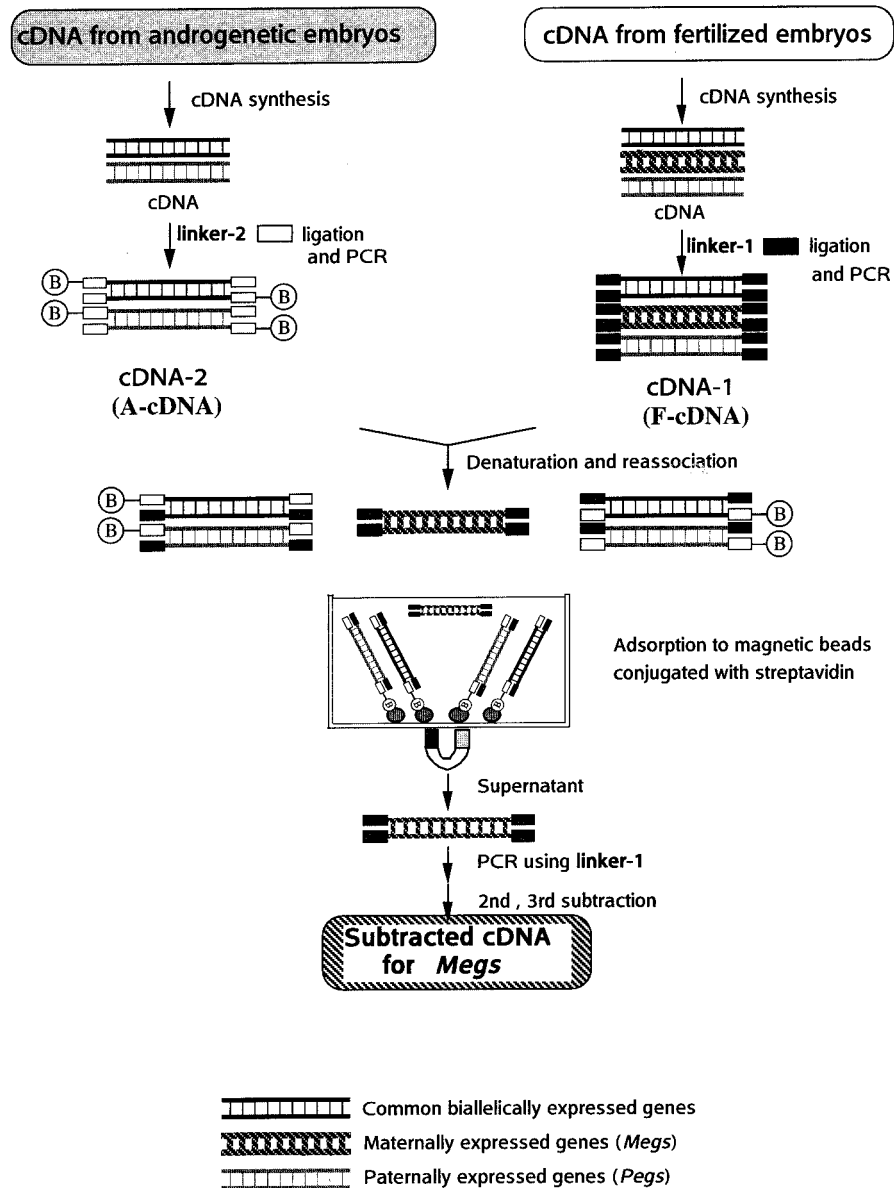 cDNA from androgenetic embryos
cDNA from fertilized embryos
cDNA synthesis
cDNA synthesis
cDNA
cDNA
linker-2 ligation
and PCR
linker-1 ligation
and PCR
B
B
B
B
cDNA-2
(A-cDNA)
cDNA-1
(F-cDNA)
Denaturation and reassociation
B
B
B
B
Adsorption to magnetic beads
conjugated with streptavidin
B
B
B
B
Supernatant
PCR using linker-1
2nd , 3rd subtraction
Subtracted cDNA
for Megs
Common biallelically expressed genes
Maternally expressed genes (Megs)
Paternally expressed genes (Pegs)